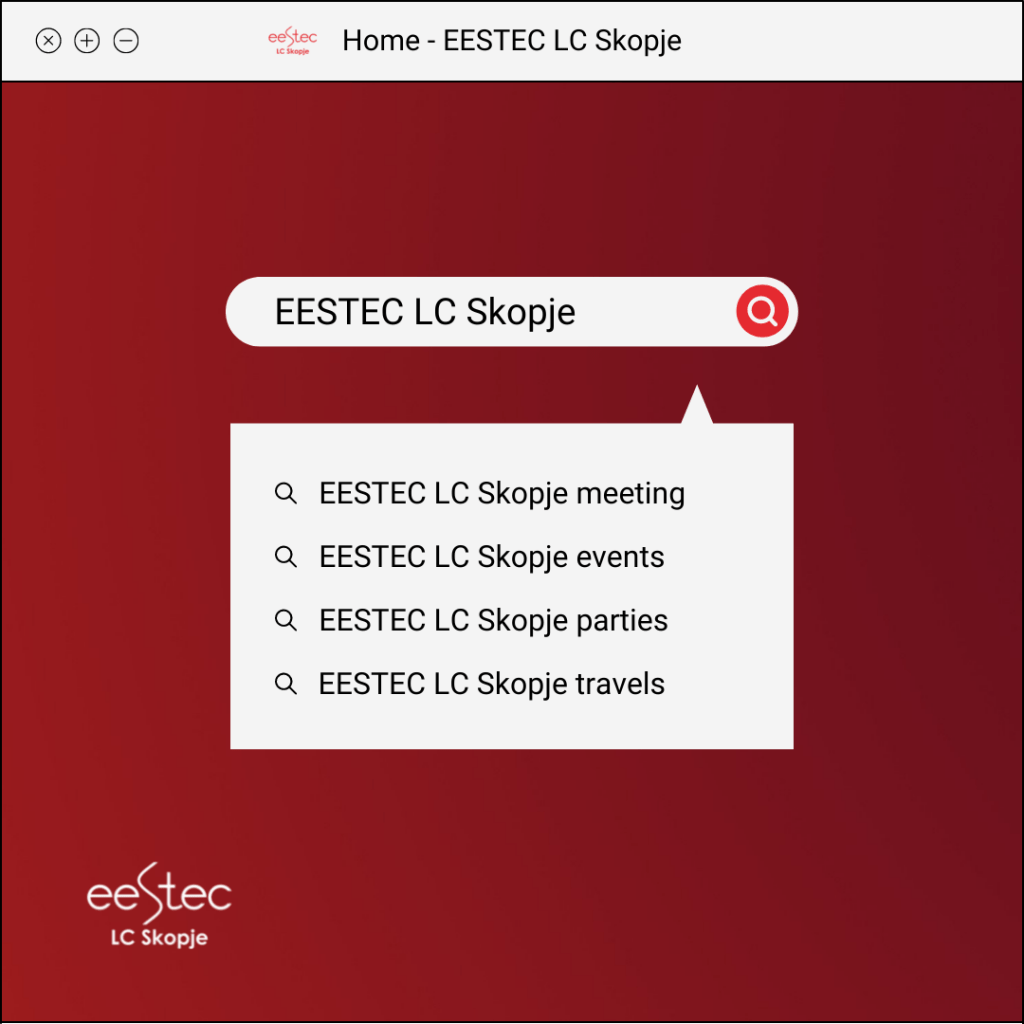 eestec
LC Skopje
Home - EESTEC LC Skopje
EESTEC LC Skopje
EESTEC LC Skopje meeting
EESTEC LC Skopje events
EESTEC LC Skopje parties
EESTEC LC Skopje travels
eeStec
LC Skopje